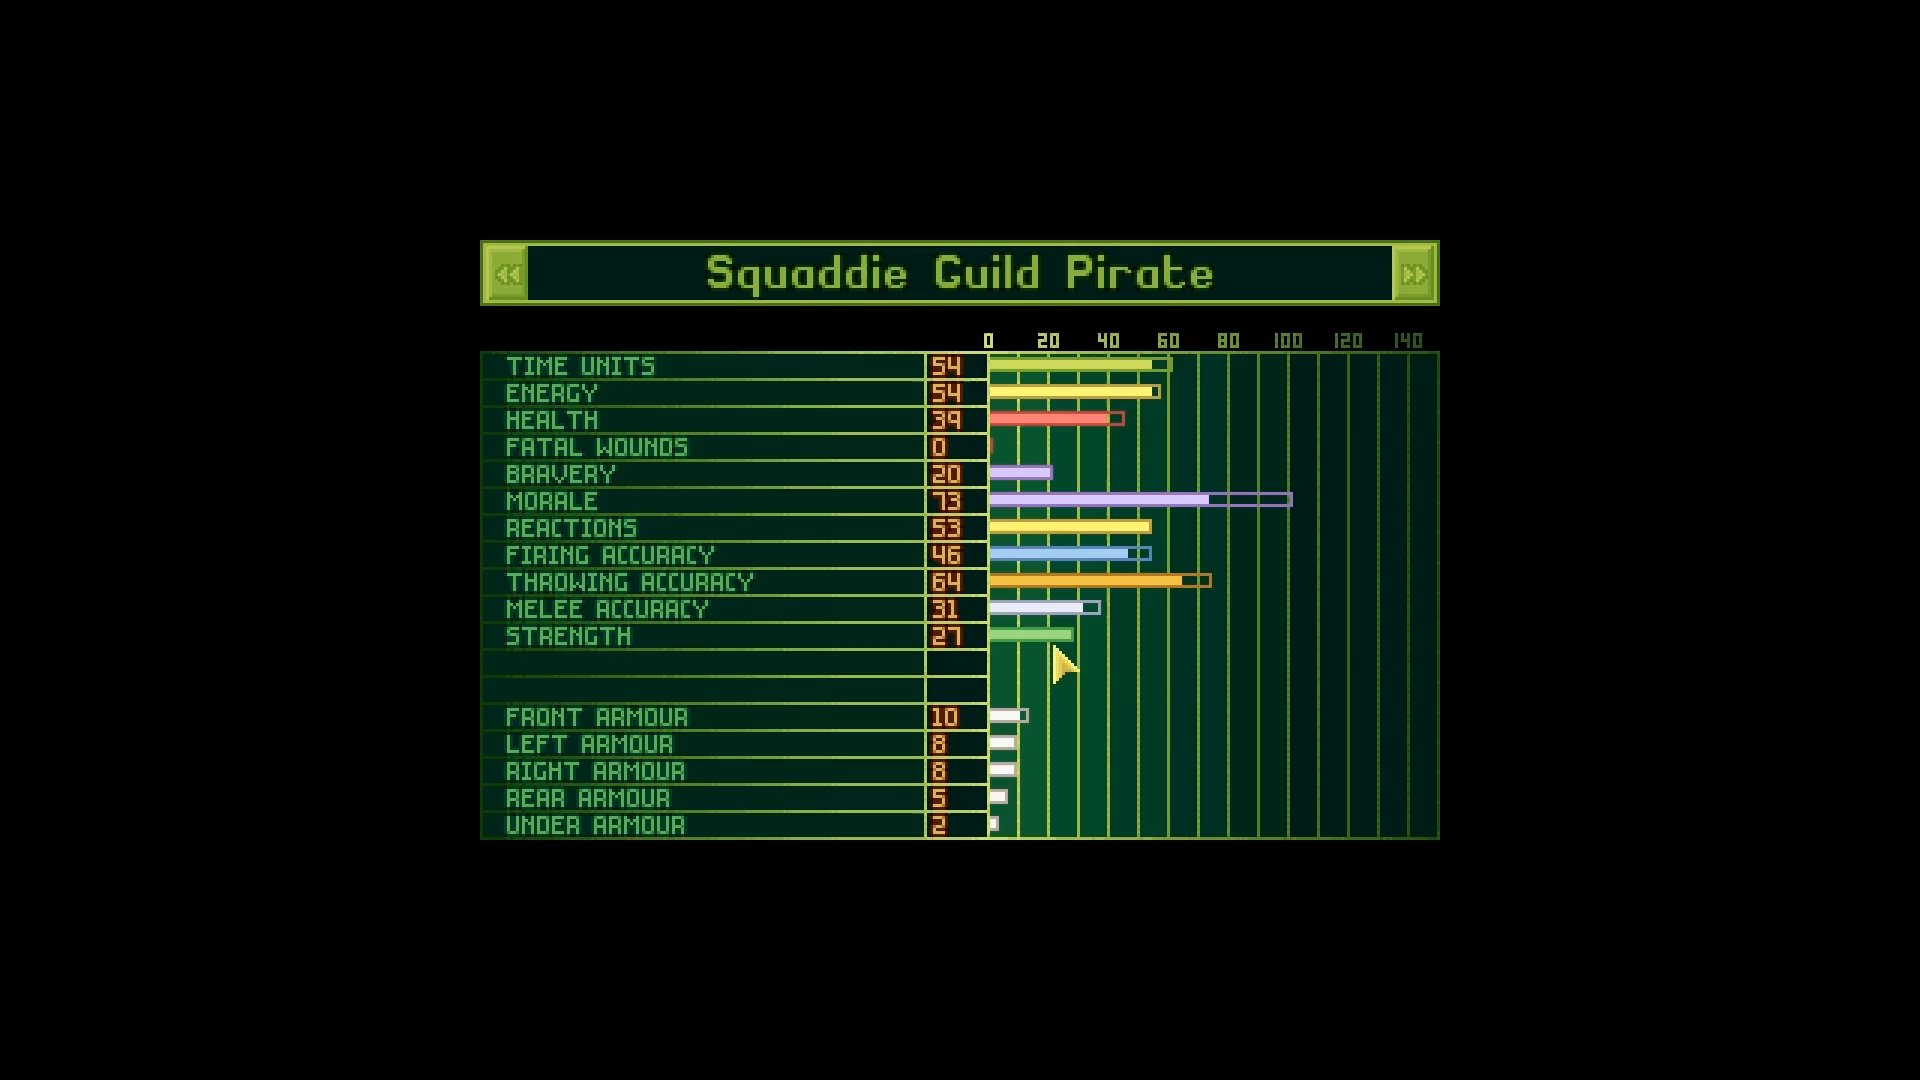 Squaddie Guild Pirate
0 20 40 60 80 100 120 140
TIME UNITS 54
ENERGY 54
HEALTH 39
FATAL WOUNDS 0
BRAVERY 20
MORALE 73
REACTIONS 53
FIRING ACCURACY 46
THROWING ACCURACY 64
MELEE ACCURACY 31
STRENGTH 27
FRONT ARMOUR 10
LEFT ARMOUR 8
RIGHT ARMOUR 8
REAR ARMOUR 5
UNDER ARMOUR 2